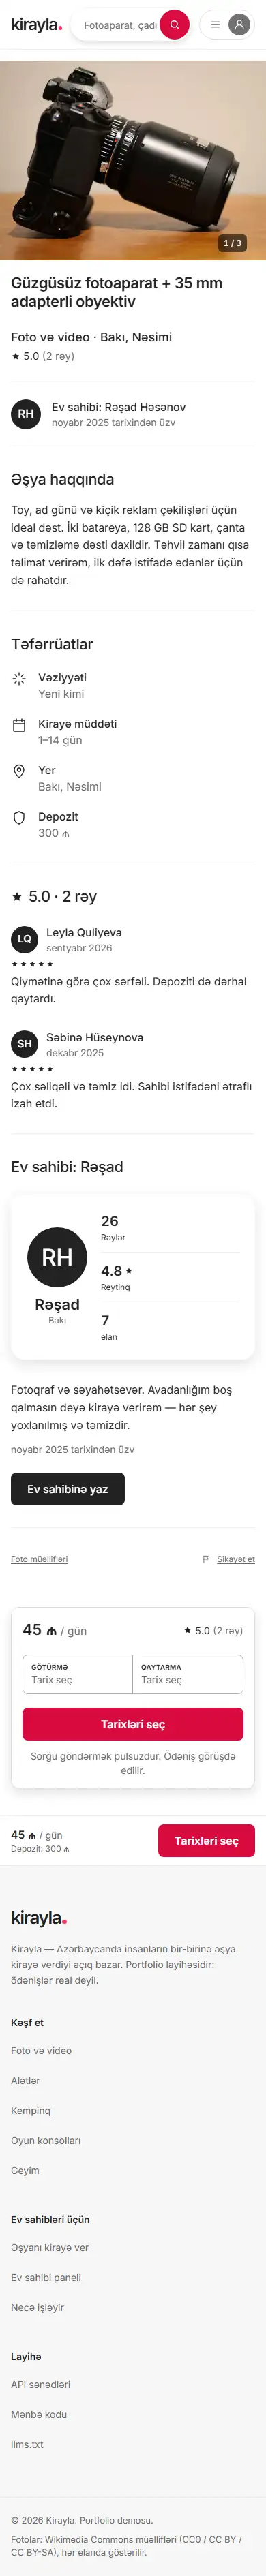 kirayla.
Fotoaparat, çadı
1 / 3
Güzgüsüz fotoaparat + 35 mm
adapterli obyektiv
Foto və video · Bakı, Nəsimi
★ 5.0 (2 rəy)
RH
Ev sahibi: Rəşad Həsənov
noyabr 2025 tarixindən üzv
Əşya haqqında
Toy, ad günü və kiçik reklam çəkilişləri üçün
ideal dəst. İki batareya, 128 GB SD kart, çanta
və təmizləmə dəsti daxildir. Təhvil zamanı qısa
təlimat verirəm, ilk dəfə istifadə edənlər üçün
də rahatdır.
Təfərrüatlar
Vəziyyəti
Yeni kimi
Kirayə müddəti
1–14 gün
Yer
Bakı, Nəsimi
Depozit
300 ₼
★ 5.0 · 2 rəy
LQ
Leyla Quliyeva
sentyabr 2026
★ ★ ★ ★ ★
Qiymətinə görə çox sərfəli. Depoziti də dərhal
qaytardı.
SH
Səbinə Hüseynova
dekabr 2025
★ ★ ★ ★ ★
Çox səliqəli və təmiz idi. Sahibi istifadəni ətraflı
izah etdi.
Ev sahibi: Rəşad
RH
Rəşad
Bakı
26
Rəylər
4.8 ★
Reytinq
7
elan
Fotoqraf və səyahətsevər. Avadanlığım boş
qalmasın deyə kirayə verirəm — hər şey
yoxlanılmış və təmizdir.
noyabr 2025 tarixindən üzv
Ev sahibinə yaz
Foto müəllifləri
Şikayət et
45 ₼ / gün
★ 5.0 (2 rəy)
GÖTÜRMƏ
Tarix seç
QAYTARMA
Tarix seç
Tarixləri seç
Sorğu göndərmək pulsuzdur. Ödəniş görüşdə
edilir.
45 ₼ / gün
Depozit: 300 ₼
Tarixləri seç
kirayla.
Kirayla — Azərbaycanda insanların bir-birinə əşya
kirayə verdiyi açıq bazar. Portfolio layihəsidir:
ödənişlər real deyil.
Kəşf et
Foto və video
Alətlər
Kempinq
Oyun konsolları
Geyim
Ev sahibləri üçün
Əşyanı kirayə ver
Ev sahibi paneli
Necə işləyir
Layihə
API sənədləri
Mənbə kodu
llms.txt
© 2026 Kirayla. Portfolio demosu.
Fotolar: Wikimedia Commons müəllifləri (CC0 / CC BY /
CC BY-SA), hər elanda göstərilir.